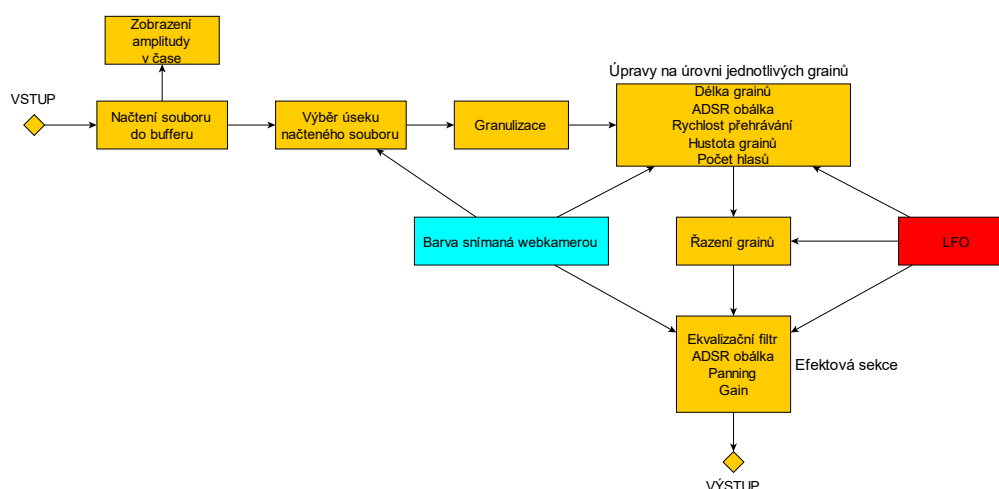 Zobrazení
amplitudy
v čase
VSTUP
Načtení souboru
do bufferu
Výběr úseku
načteného souboru
Granulizace
Úpravy na úrovni jednotlivých grainů
Délka grainů
ADSR obálka
Rychlost přehrávání
Hustota grainů
Počet hlasů
Barva snímaná webkamerou
Řazení grainů
LFO
Ekvalizační filtr
ADSR obálka
Panning
Gain
Efektová sekce
VÝSTUP